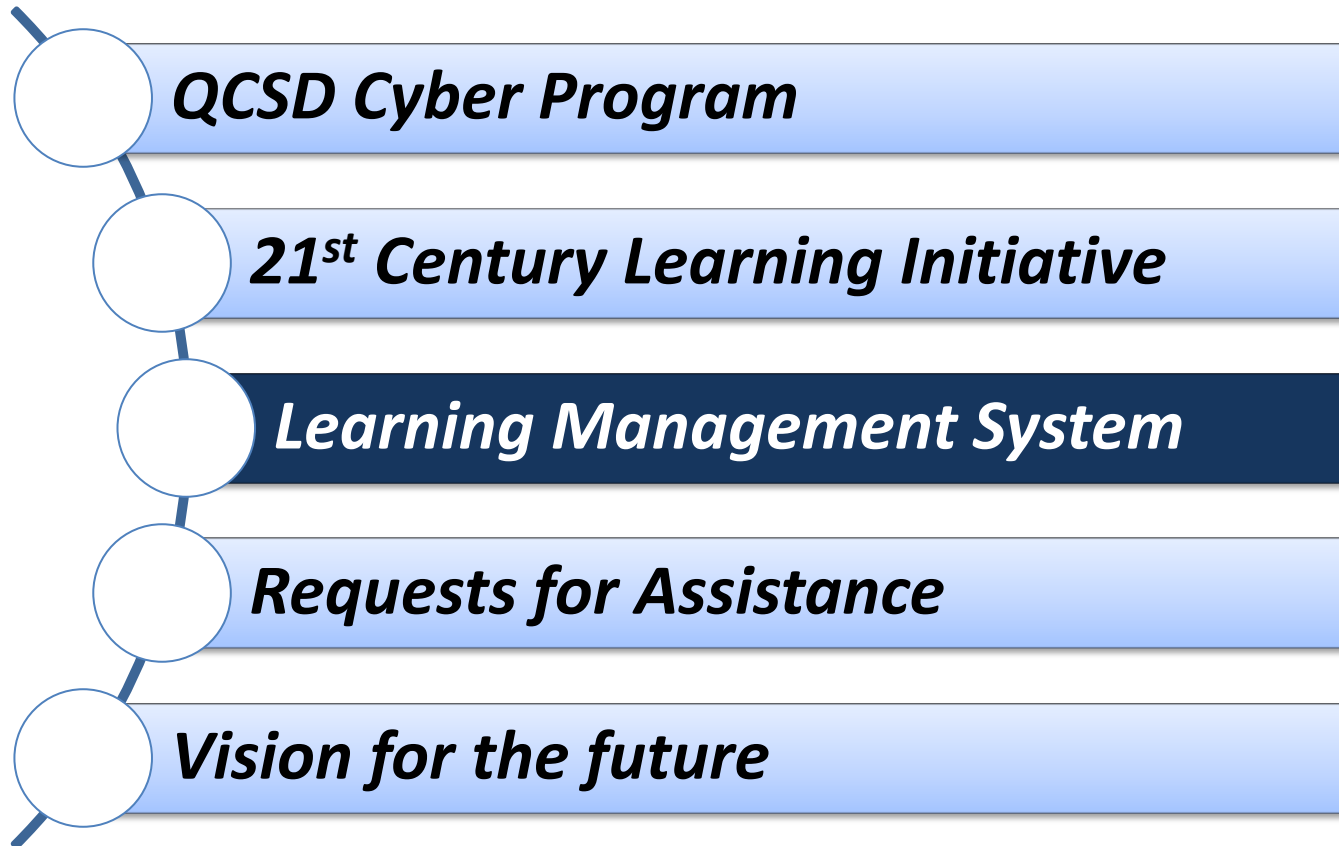 QCSD Cyber Program
21st Century Learning Initiative
Learning Management System
Requests for Assistance
Vision for the future